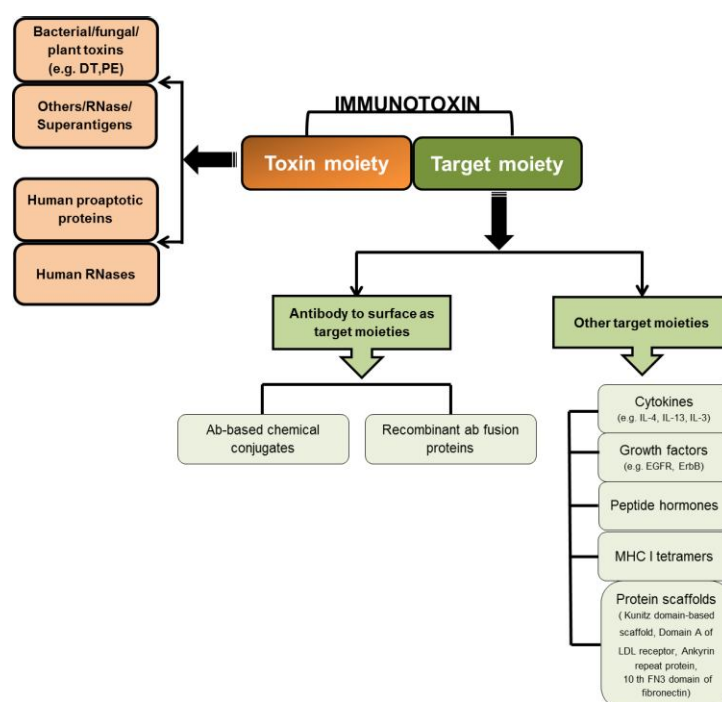 IMMUNOTOXIN
Toxin moiety
Target moiety
Bacterial/fungal/
plant toxins
(e.g. DT,PE)
Others/RNase/
Superantigens
Human proaptotic
proteins
Human RNases
Antibody to surface as
target moieties
Ab-based chemical
conjugates
Recombinant ab fusion
proteins
Other target moieties
Cytokines
(e.g. IL-4, IL-13, IL-3)
Growth factors
(e.g. EGFR, ErbB)
Peptide hormones
MHC I tetramers
Protein scaffolds
( Kunitz domain-based
scaffold, Domain A of
LDL receptor, Ankyrin
repeat protein,
10 th FN3 domain of
fibronectin)